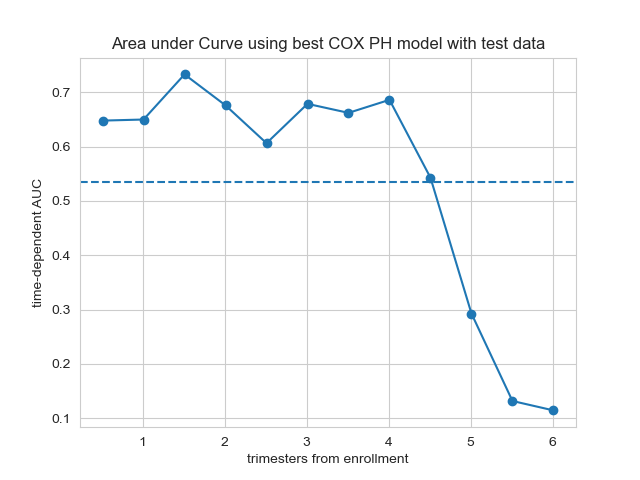 Area under Curve using best COX PH model with test data
time-dependent AUC
0.7
0.6
0.5
0.4
0.3
0.2
0.1
1 2 3 4 5 6
trimesters from enrollment